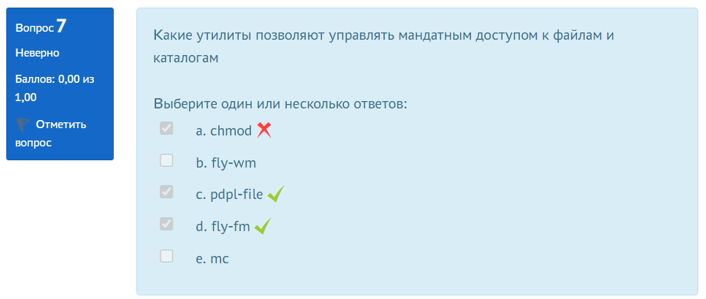 Вопрос 7
Неверно
Баллов: 0,00 из
1,00
Отметить
вопрос
Какие утилиты позволяют управлять мандатным доступом к файлам и
каталогам
Выберите один или несколько ответов:
a. chmod
b. fly-wm
c. pdpl-file
d. fly-fm
e. mc